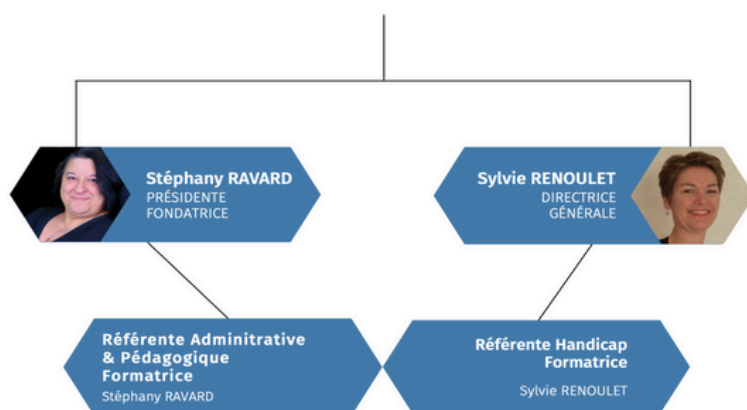 Stéphany RAVARD
PRÉSIDENTE
FONDATRICE
Sylvie RENOULET
DIRECTRICE
GÉNÉRALE
Référente Adminitrative
& Pédagogique
Formatrice
Stéphany RAVARD
Référente Handicap
Formatrice
Sylvie RENOULET